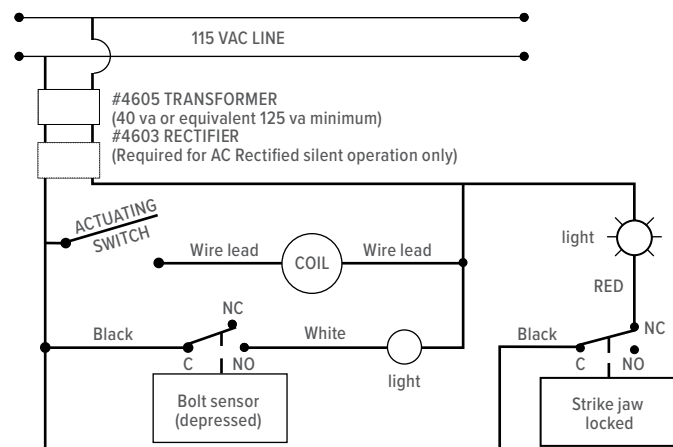 115 VAC LINE
#4605 TRANSFORMER
(40 va or equivalent 125 va minimum)
#4603 RECTIFIER
(Required for AC Rectified silent operation only)
ACTUATING
SWITCH
Wire lead
COIL
Wire lead
light
RED
NC
Black
White
C
NO
light
Bolt sensor
(depressed)
Black
NC
C
NO
Strike jaw
locked